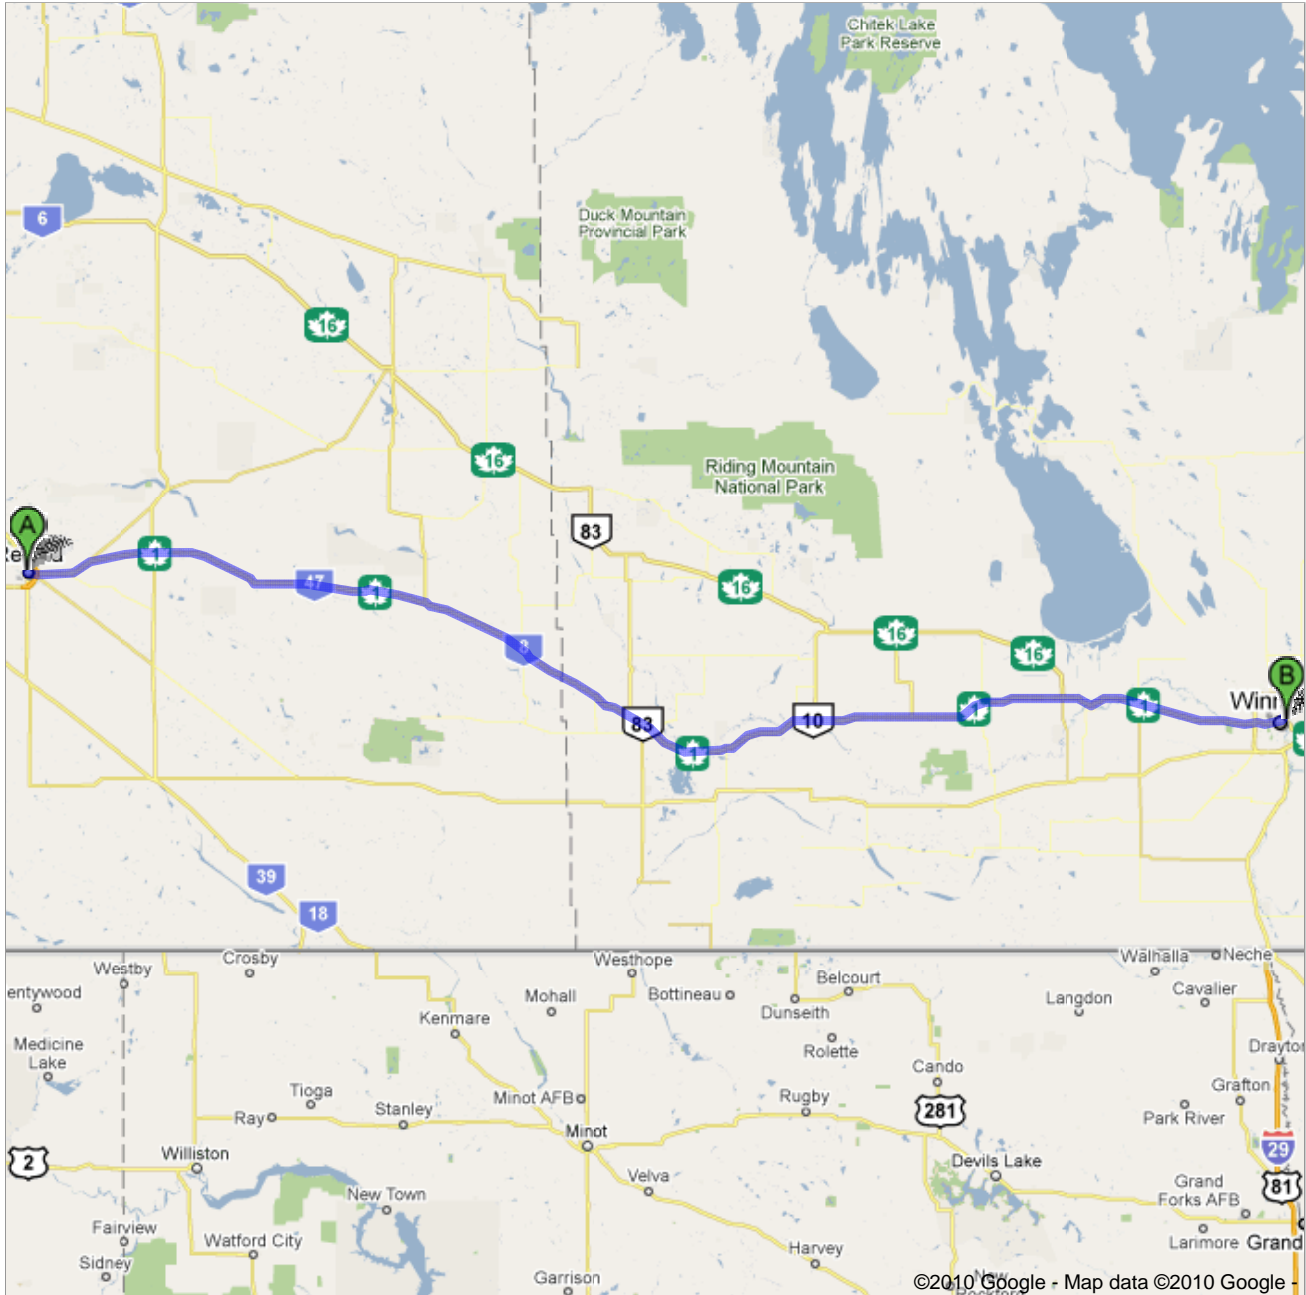 Chitek Lake
Park Reserve
6
Duck Mountain
Provincial Park
16
16
Riding Mountain
National Park
A
83
1
47
1
16
8
16
16
B
Winn
83
10
1
1
1
39
18
Westby
Crosby
Westhope
Walhalla
Neche
entywood
Mohall
Bottineau
Belcourt
Dunseith
Langdon
Cavalier
Kenmare
Medicine
Lake
Rolette
Drayton
Tioga
Minot AFB
Cando
Grafton
Ray
Stanley
Rugby
281
Park River
Minot
2
Williston
Devils Lake
29
Velva
New Town
Grand
Forks AFB
81
Fairview
Watford City
Larimore
Grand
Sidney
Harvey
Garrison
New
Rockford
©2010 Google - Map data ©2010 Google -